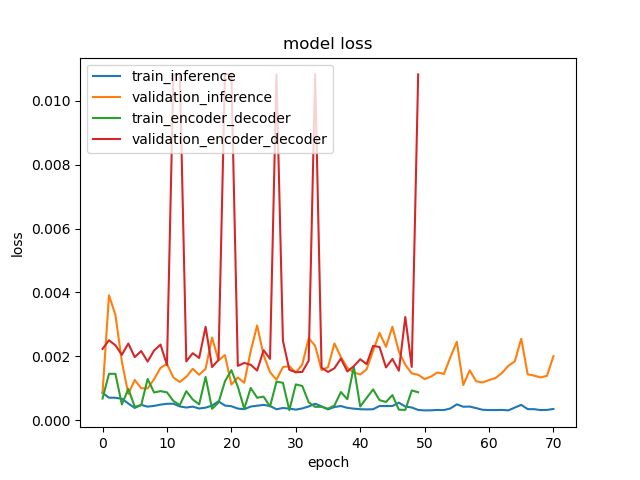 model loss
train_inference
validation_inference
train_encoder_decoder
validation_encoder_decoder
loss
0.010
0.008
0.006
0.004
0.002
0.000
0 10 20 30 40 50 60 70
epoch